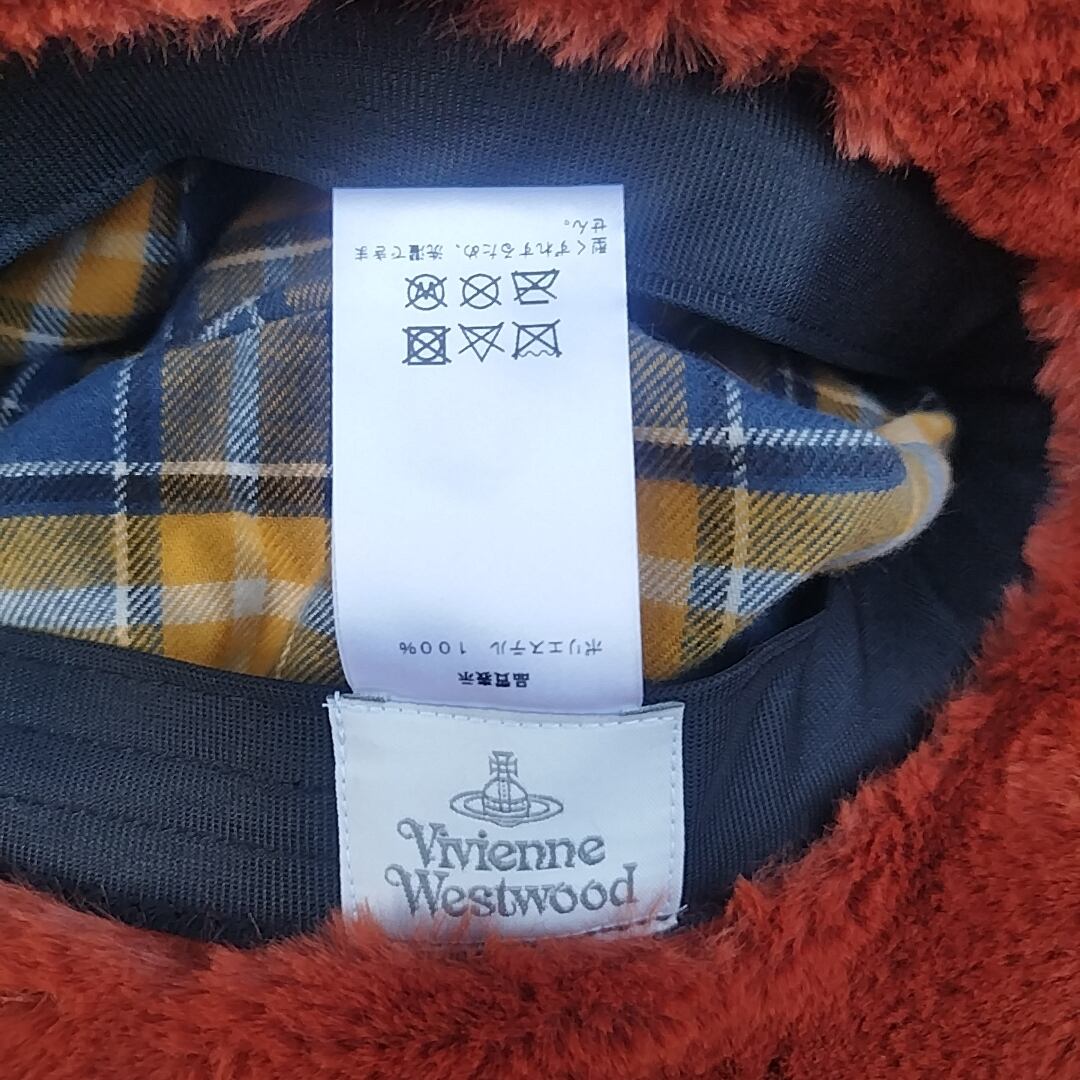 品質表示
ポリエステル 100%
型くずれするため、洗濯できま
せん。
Vivienne
Westwood